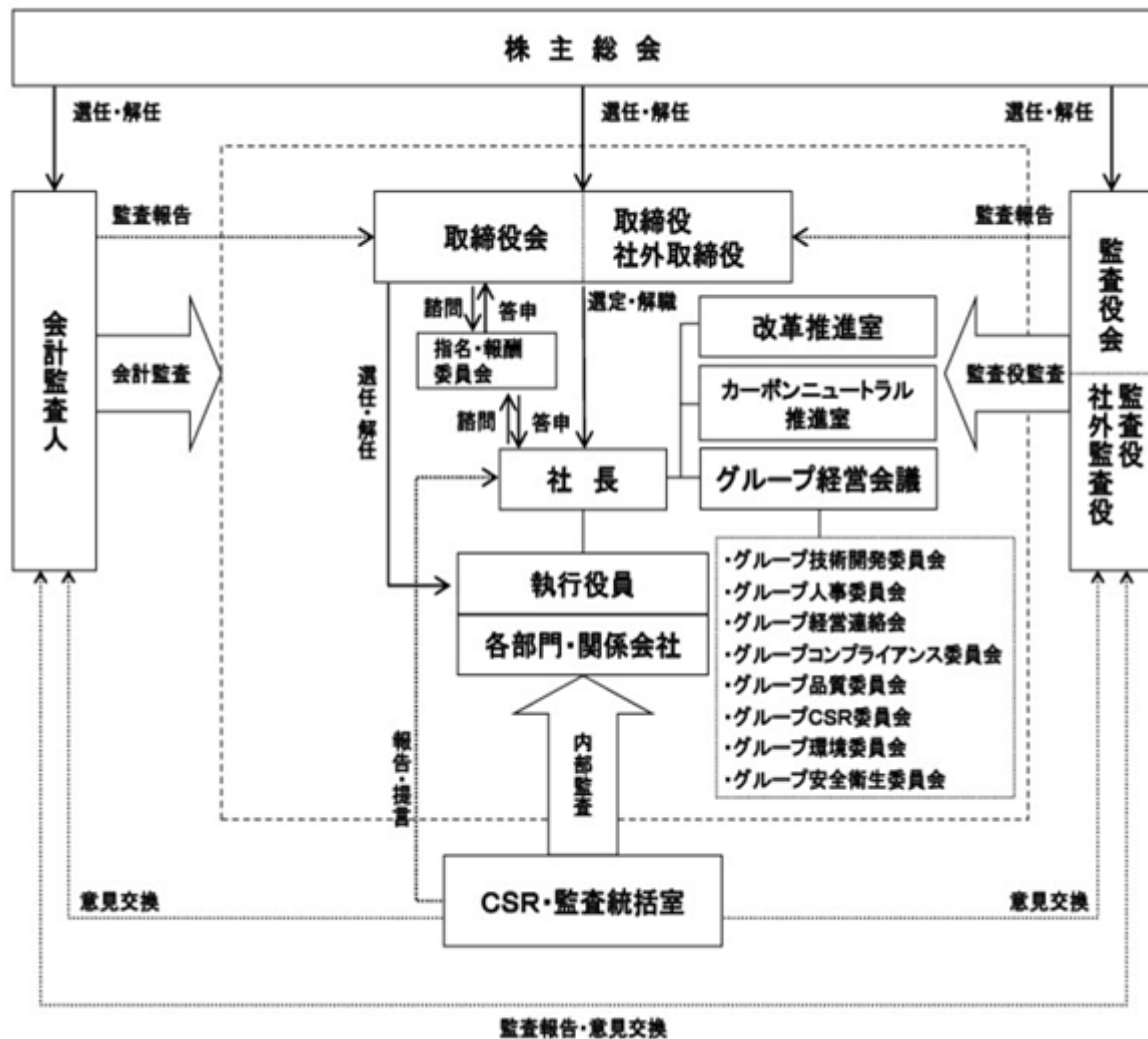 株 主 総 会
選任・解任
選任・解任
選任・解任
監査報告
取締役会
取締役
社外取締役
監査報告
会計監査人
会計監査
諮問
答申
選定・解職
指名・報酬
委員会
選任・解任
諮問
答申
社 長
改革推進室
カーボンニュートラル
推進室
グループ経営会議
監査役監査
監査役会
監査役
社外監査役
執行役員
各部門・関係会社
・グループ技術開発委員会
・グループ人事委員会
・グループ経営連絡会
・グループコンプライアンス委員会
・グループ品質委員会
・グループCSR委員会
・グループ環境委員会
・グループ安全衛生委員会
報告・提言
内部監査
CSR・監査統括室
意見交換
意見交換
監査報告・意見交換